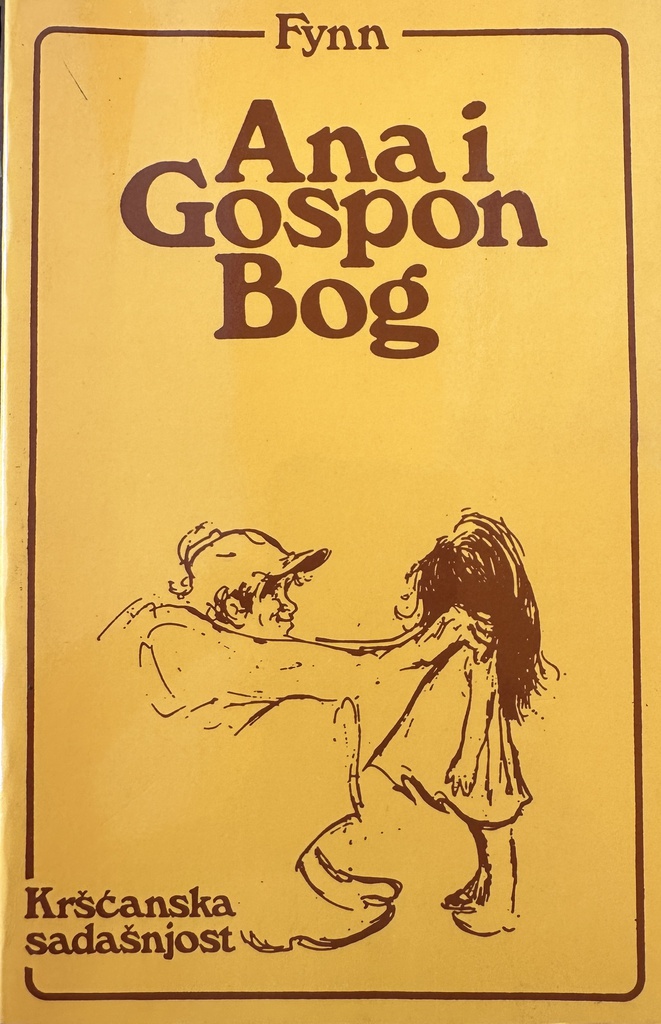 Fynn
Ana i
Gospon
Bog
Kršćanska
sadašnjost